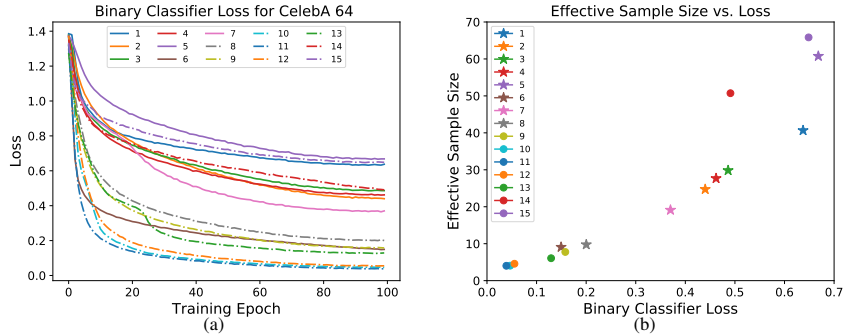 Binary Classifier Loss for CelebA 64
1.4
1.2
1.0
0.8
0.6
0.4
0.2
0.0
Loss
0 20 40 60 80 100
Training Epoch
1 4 7 10 13
2 5 8 11 14
3 6 9 12 15
(a)
Effective Sample Size vs. Loss
70
60
50
40
30
20
10
0
Effective Sample Size
0.0 0.1 0.2 0.3 0.4 0.5 0.6 0.7
Binary Classifier Loss
1
2
3
4
5
6
7
8
9
10
11
12
13
14
15
(b)